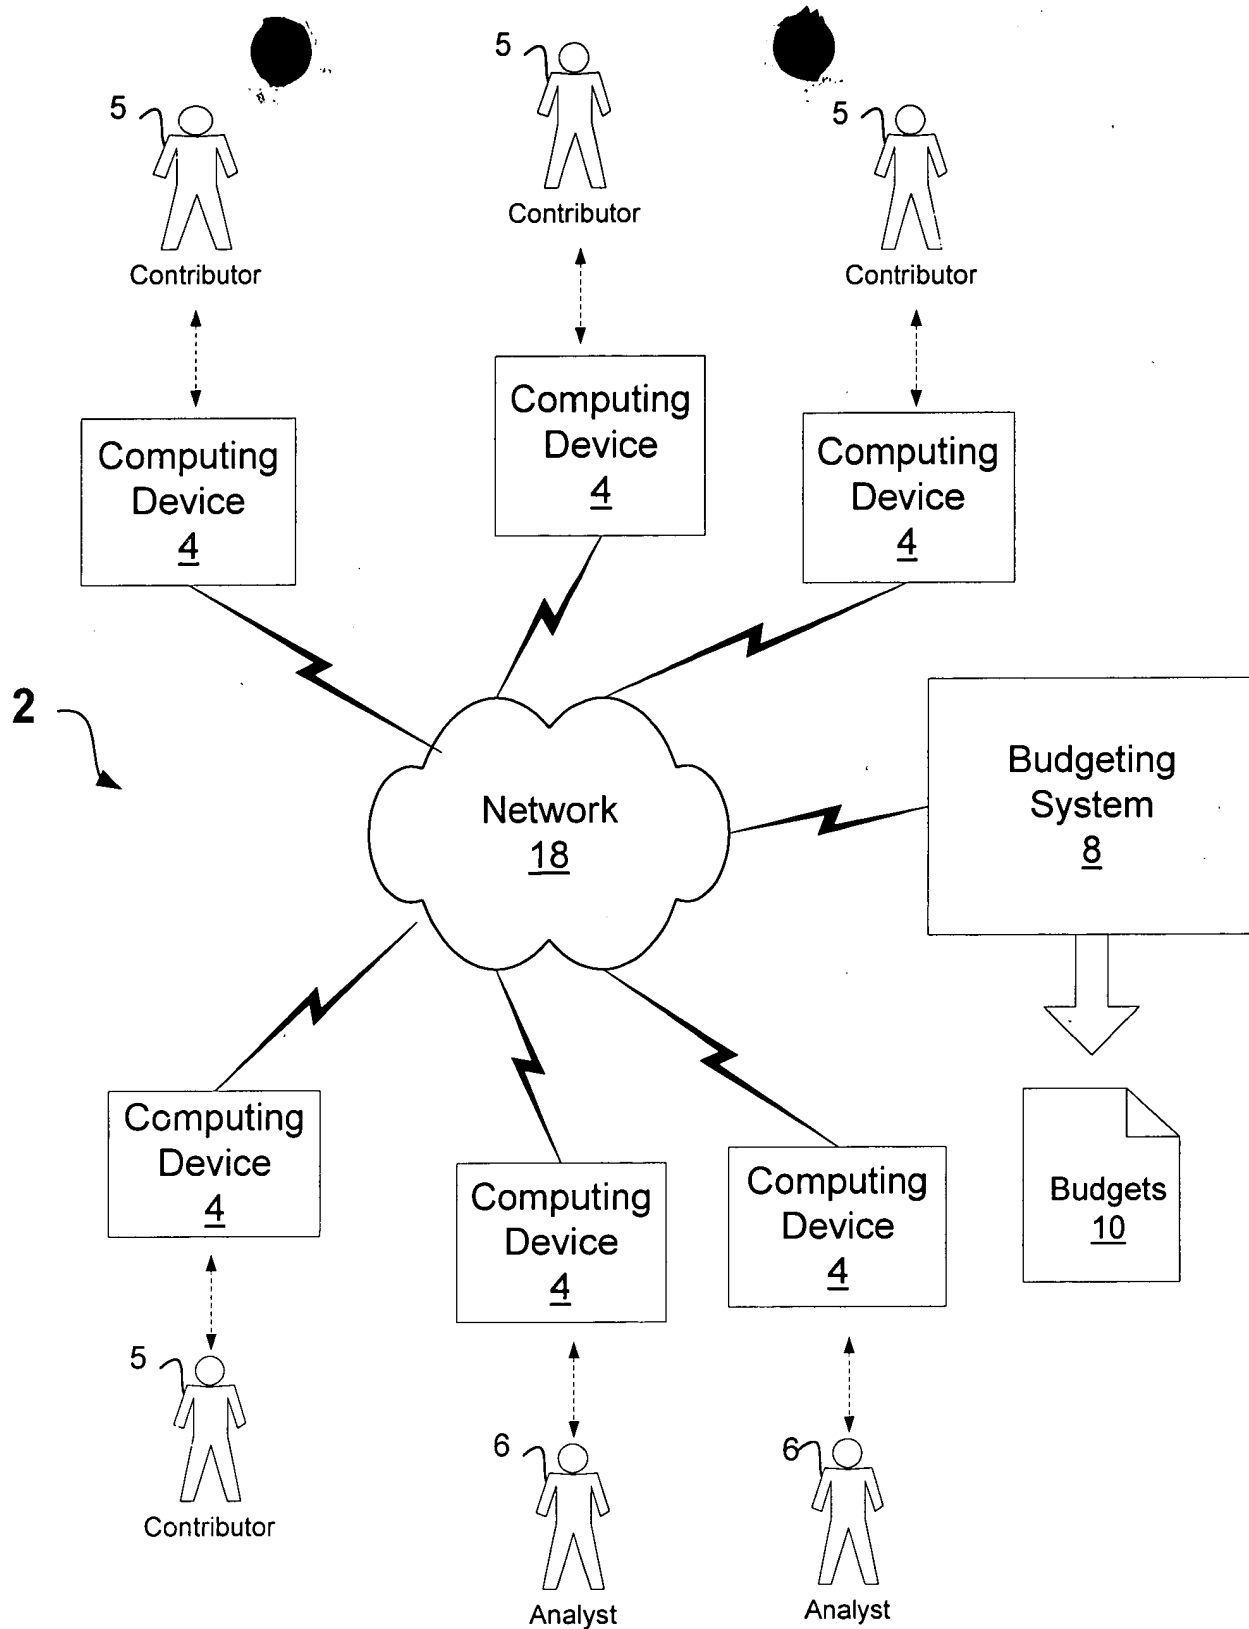 5
Contributor
5
Contributor
5
Contributor
Computing
Device
4
Computing
Device
4
Computing
Device
4
2
Network
18
Budgeting
System
8
Computing
Device
4
Computing
Device
4
Computing
Device
4
Budgets
10
5
Contributor
6
Analyst
6
Analyst